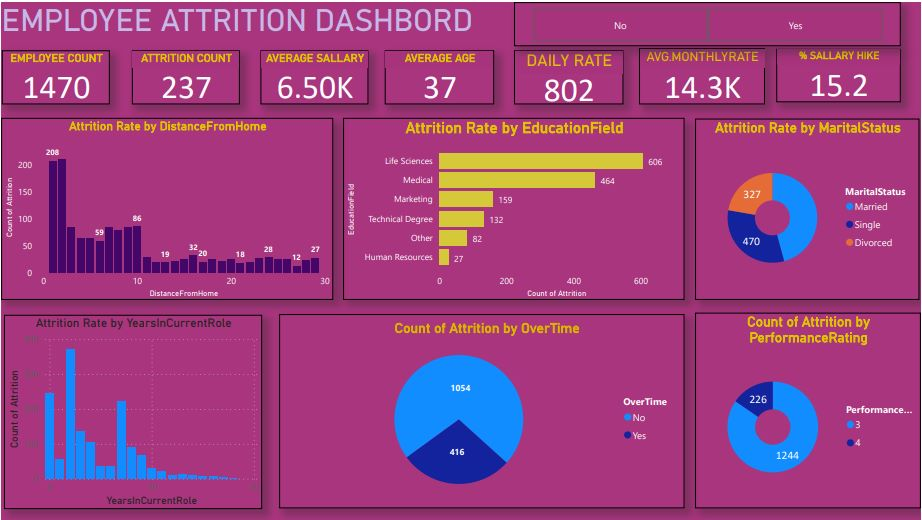 EMPLOYEE ATTRITION DASHBORD
No
Yes
EMPLOYEE COUNT
1470
ATTRITION COUNT
237
AVERAGE SALLARY
6.50K
AVERAGE AGE
37
DAILY RATE
802
AVG.MONTHLYRATE
14.3K
% SALLARY HIKE
15.2
Attrition Rate by DistanceFromHome
Count of Attrition
200
150
100
50
0
208
59
86
19
32
20
18
28
12
27
0
10
20
30
DistanceFromHome
Attrition Rate by EducationField
EducationField
Life Sciences
606
Medical
464
Marketing
159
Technical Degree
132
Other
82
Human Resources
27
0
200
400
600
Count of Attrition
Attrition Rate by MaritalStatus
327
470
MaritalStatus
Married
Single
Divorced
Attrition Rate by YearsInCurrentRole
Count of Attrition
YearsInCurrentRole
Count of Attrition by OverTime
1054
416
OverTime
No
Yes
Count of Attrition by
PerformanceRating
226
1244
Performance...
3
4